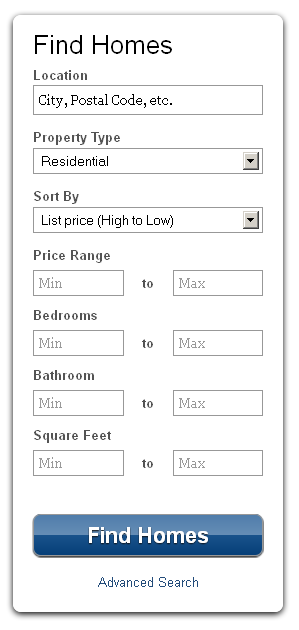 Find Homes
Location
City, Postal Code, etc.
Property Type
Residential
Sort By
List price (High to Low)
Price Range
Min to Max
Bedrooms
Min to Max
Bathroom
Min to Max
Square Feet
Min to Max
Find Homes
Advanced Search